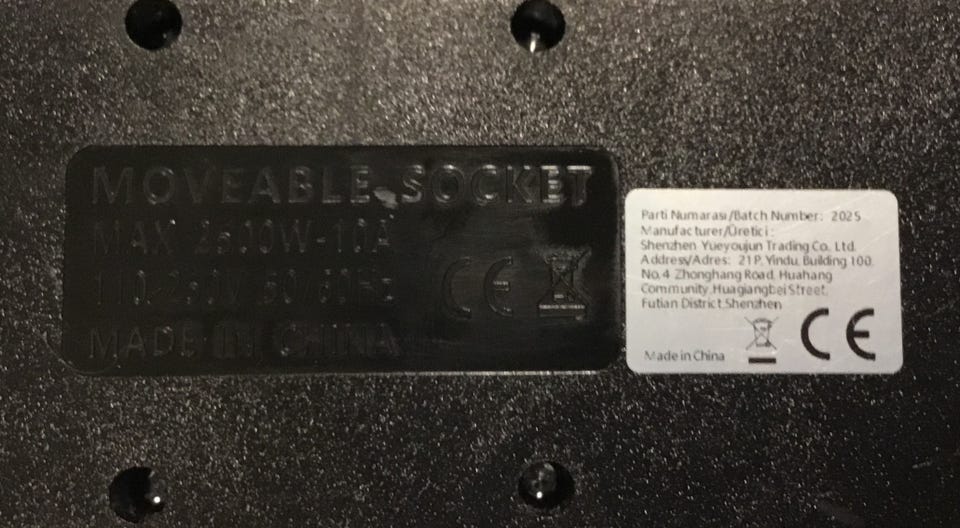 MOVEABLE SOCKET
MAX 2500W-10A
110-250V 50/60Hz
MADE IN CHINA
CE
Parti Numarası/Batch Number: 2025
Manufacturer/Üretici:
Shenzhen Yueyoujun Trading Co. Ltd.
Address/Adres: 21P, Yindu, Building 100.
No.4 Zhonghang Road, Huahang
Community, Huagiangbei Street,
Futian District, Shenzhen
Made in China
CE